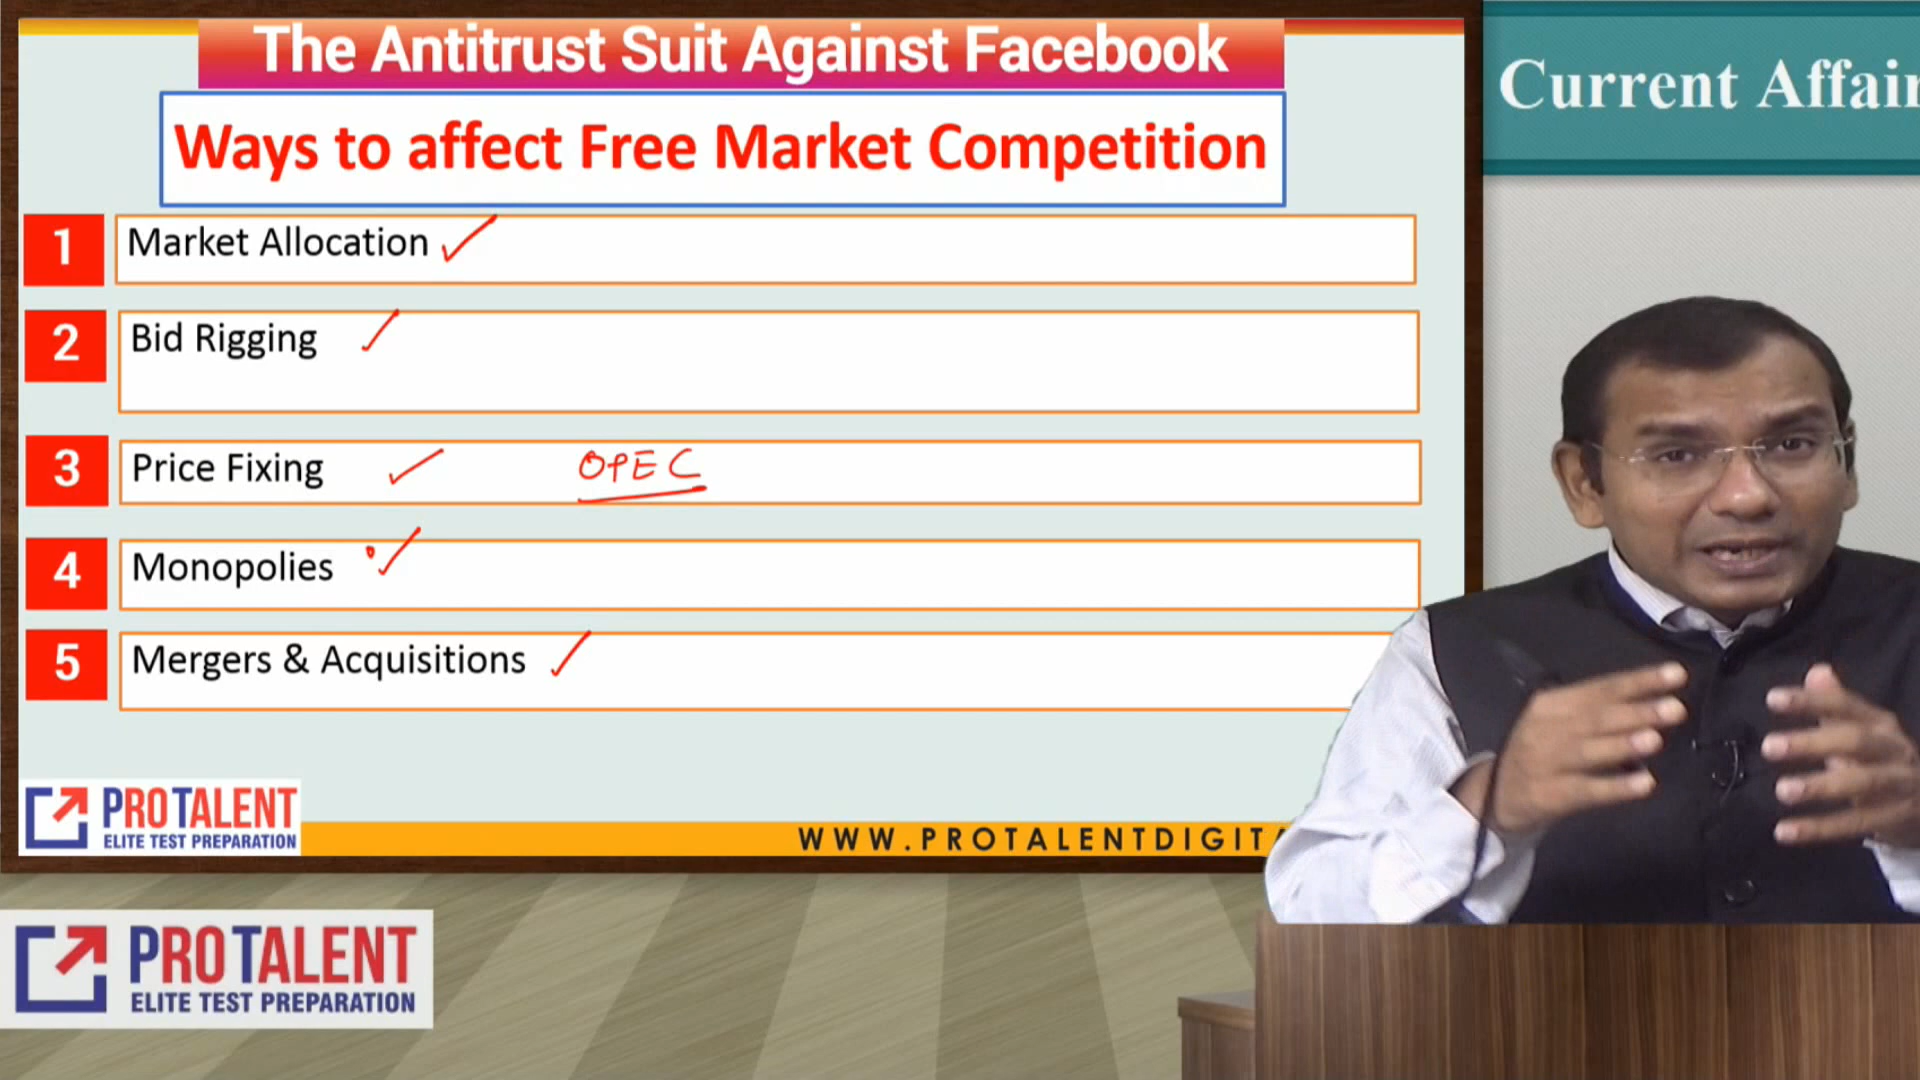 The Antitrust Suit Against Facebook
Current Affair
Ways to affect Free Market Competition
1 Market Allocation
2 Bid Rigging
3 Price Fixing OPEC
4 Monopolies
5 Mergers & Acquisitions
PROTALENT
ELITE TEST PREPARATION
WWW.PROTALENTDIGIT
PROTALENT
ELITE TEST PREPARATION